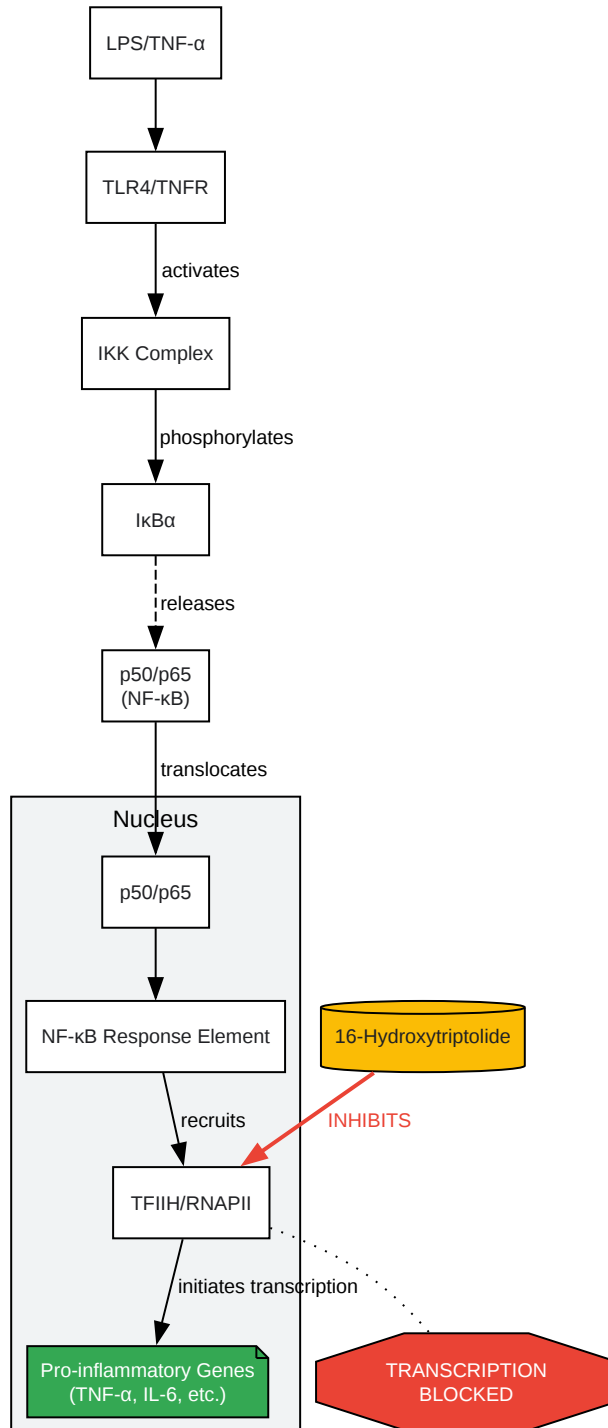 LPS/TNF-α
TLR4/TNFR
activates
IKK Complex
phosphorylates
IκBα
releases
p50/p65
(NF-κB)
translocates
Nucleus
p50/p65
NF-κB Response Element
16-Hydroxytriptolide
recruits
INHIBITS
TFIIH/RNAPII
initiates transcription
Pro-inflammatory Genes
(TNF-α, IL-6, etc.)
TRANSCRIPTION
BLOCKED